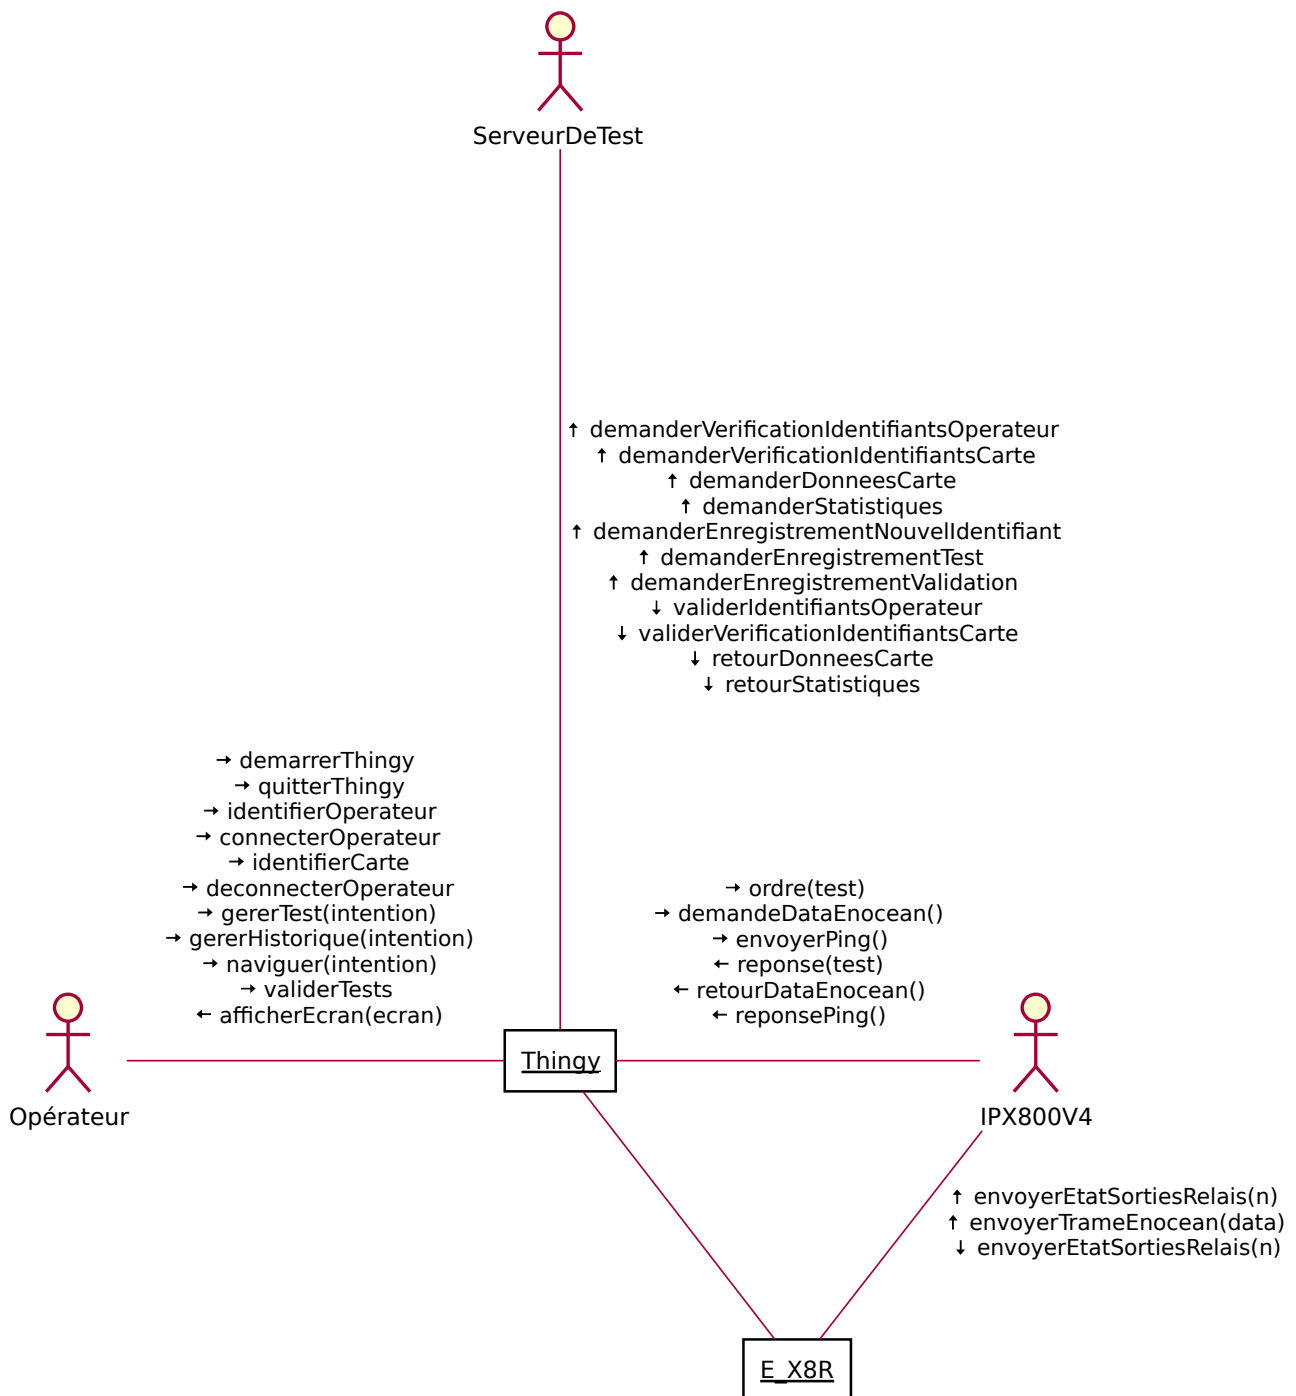 ServeurDeTest
↑ demanderVerificationIdentifiantsOperateur
↑ demanderVerificationIdentifiantsCarte
↑ demanderDonneesCarte
↑ demanderStatistiques
↑ demanderEnregistrementNouvelIdentifiant
↑ demanderEnregistrementTest
↑ demanderEnregistrementValidation
↓ validerIdentifiantsOperateur
↓ validerVerificationIdentifiantsCarte
↓ retourDonneesCarte
↓ retourStatistiques
→ demarrerThingy
→ quitterThingy
→ identifierOperateur
→ connecterOperateur
→ identifierCarte
→ deconnecterOperateur
→ gererTest(intention)
→ gererHistorique(intention)
→ naviguer(intention)
→ validerTests
← afficherEcran(ecran)
→ ordre(test)
→ demandeDataEnocean()
→ envoyerPing()
← reponse(test)
← retourDataEnocean()
← reponsePing()
Thingy
Opérateur
IPX800V4
↑ envoyerEtatSortiesRelais(n)
↑ envoyerTrameEnocean(data)
↓ envoyerEtatSortiesRelais(n)
E_X8R